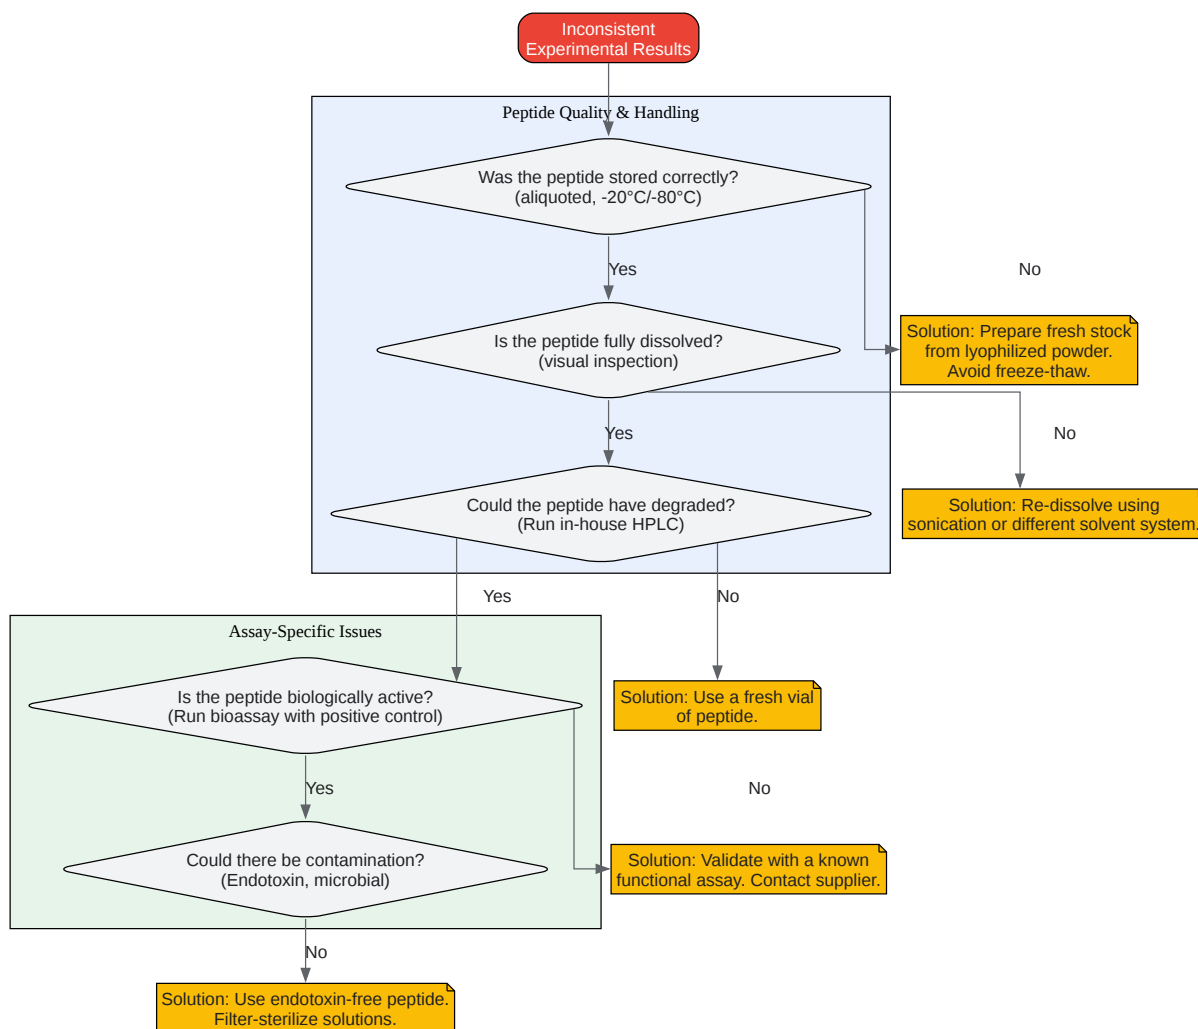 Inconsistent
Experimental Results
Peptide Quality & Handling
Was the peptide stored correctly?
(aliquoted, -20°C/-80°C)
Yes
No
Is the peptide fully dissolved?
(visual inspection)
Solution: Prepare fresh stock
from lyophilized powder.
Avoid freeze-thaw.
Yes
No
Could the peptide have degraded?
(Run in-house HPLC)
Solution: Re-dissolve using
sonication or different solvent system.
Yes
No
Assay-Specific Issues
Is the peptide biologically active?
(Run bioassay with positive control)
Solution: Use a fresh vial
of peptide.
Yes
No
Could there be contamination?
(Endotoxin, microbial)
Solution: Validate with a known
functional assay. Contact supplier.
No
Solution: Use endotoxin-free peptide.
Filter-sterilize solutions.